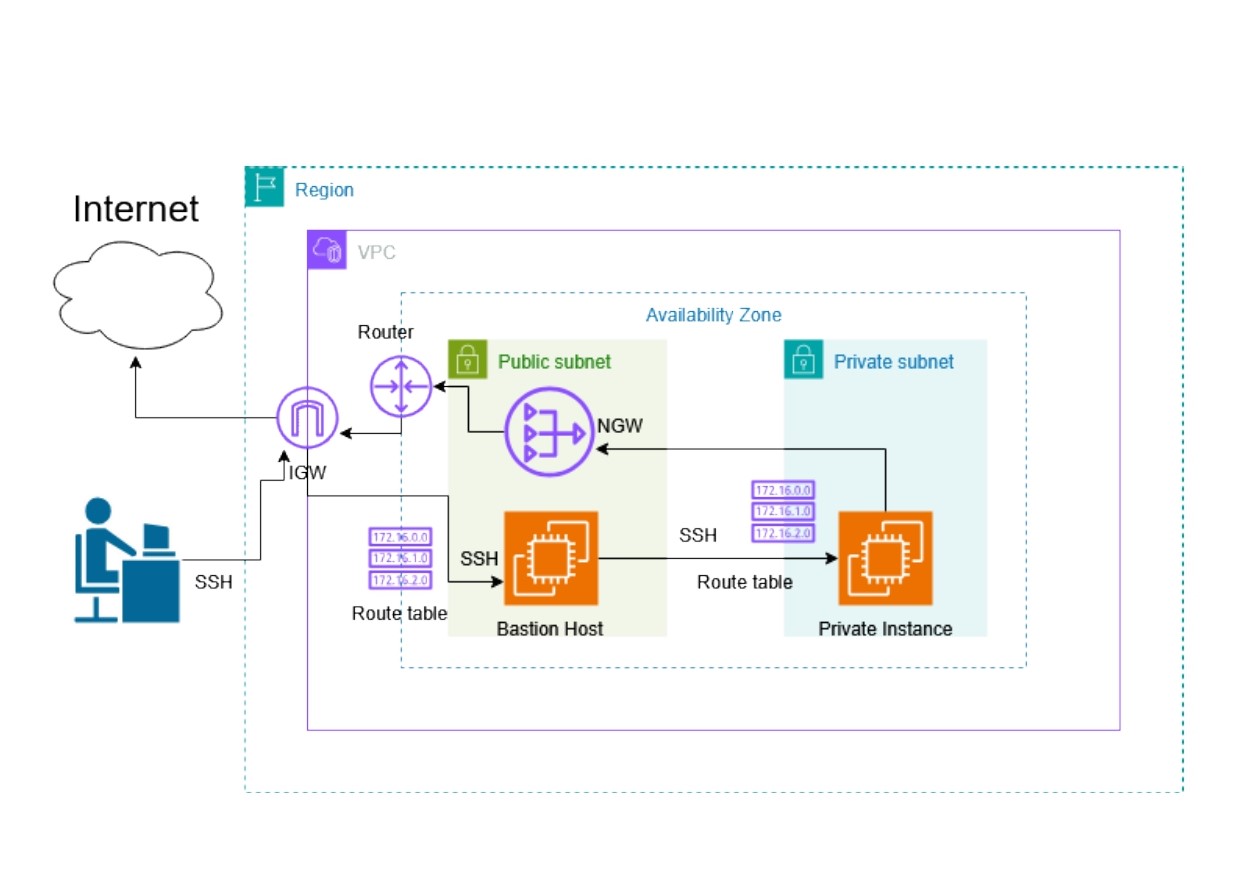 Region
Internet
VPC
Availability Zone
Router
Public subnet
Private subnet
NGW
IGW
172.16.0.0
172.16.1.0
172.16.2.0
SSH
172.16.0.0
172.16.1.0
172.16.2.0
SSH
SSH
Route table
Route table
Bastion Host
Private Instance